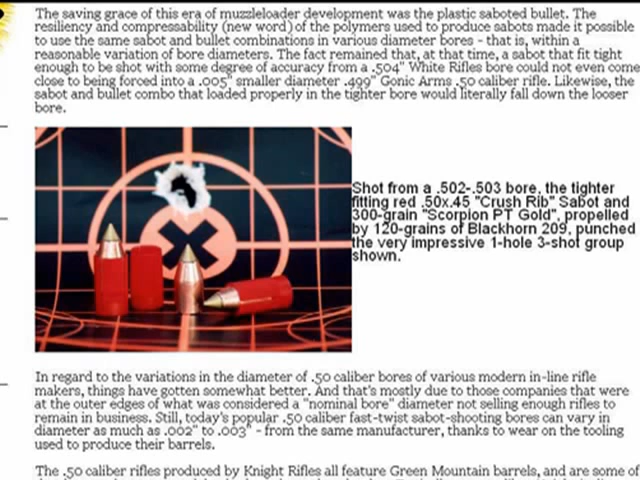 The saving grace of this era of muzzleloader development was the plastic saboted bullet. The
resiliency and compressability (new word) of the polymers used to produce sabots made it possible
to use the same sabot and bullet combinations in various diameter bores - that is, within a
reasonable variation of bore diameters. The fact remained that, at that time, a sabot that fit tight
enough to be shot with some degree of accuracy from a .504" White Rifles bore could not even come
close to being forced into a .005" smaller diameter .499" Gonic Arms .50 caliber rifle. Likewise, the
sabot and bullet combo that loaded properly in the tighter bore would literally fall down the looser
bore.
Shot from a .502-.503 bore, the tighter
fitting red .50x.45 "Crush Rib" Sabot and
300-grain "Scorpion PT Gold", propelled
by 120-grains of Blackhorn 209, punched
the very impressive 1-hole 3-shot group
shown.
In regard to the variations in the diameter of .50 caliber bores of various modern in-line rifle
makers, things have gotten somewhat better. And that's mostly due to those companies that were
at the outer edges of what was considered a "nominal bore" diameter not selling enough rifles to
remain in business. Still, today's popular .50 caliber fast-twist sabot-shooting bores can vary in
diameter as much as .002" to .003" - from the same manufacturer, thanks to wear on the tooling
used to produce their barrels.
The .50 caliber rifles produced by Knight Rifles all feature Green Mountain barrels, and are some of